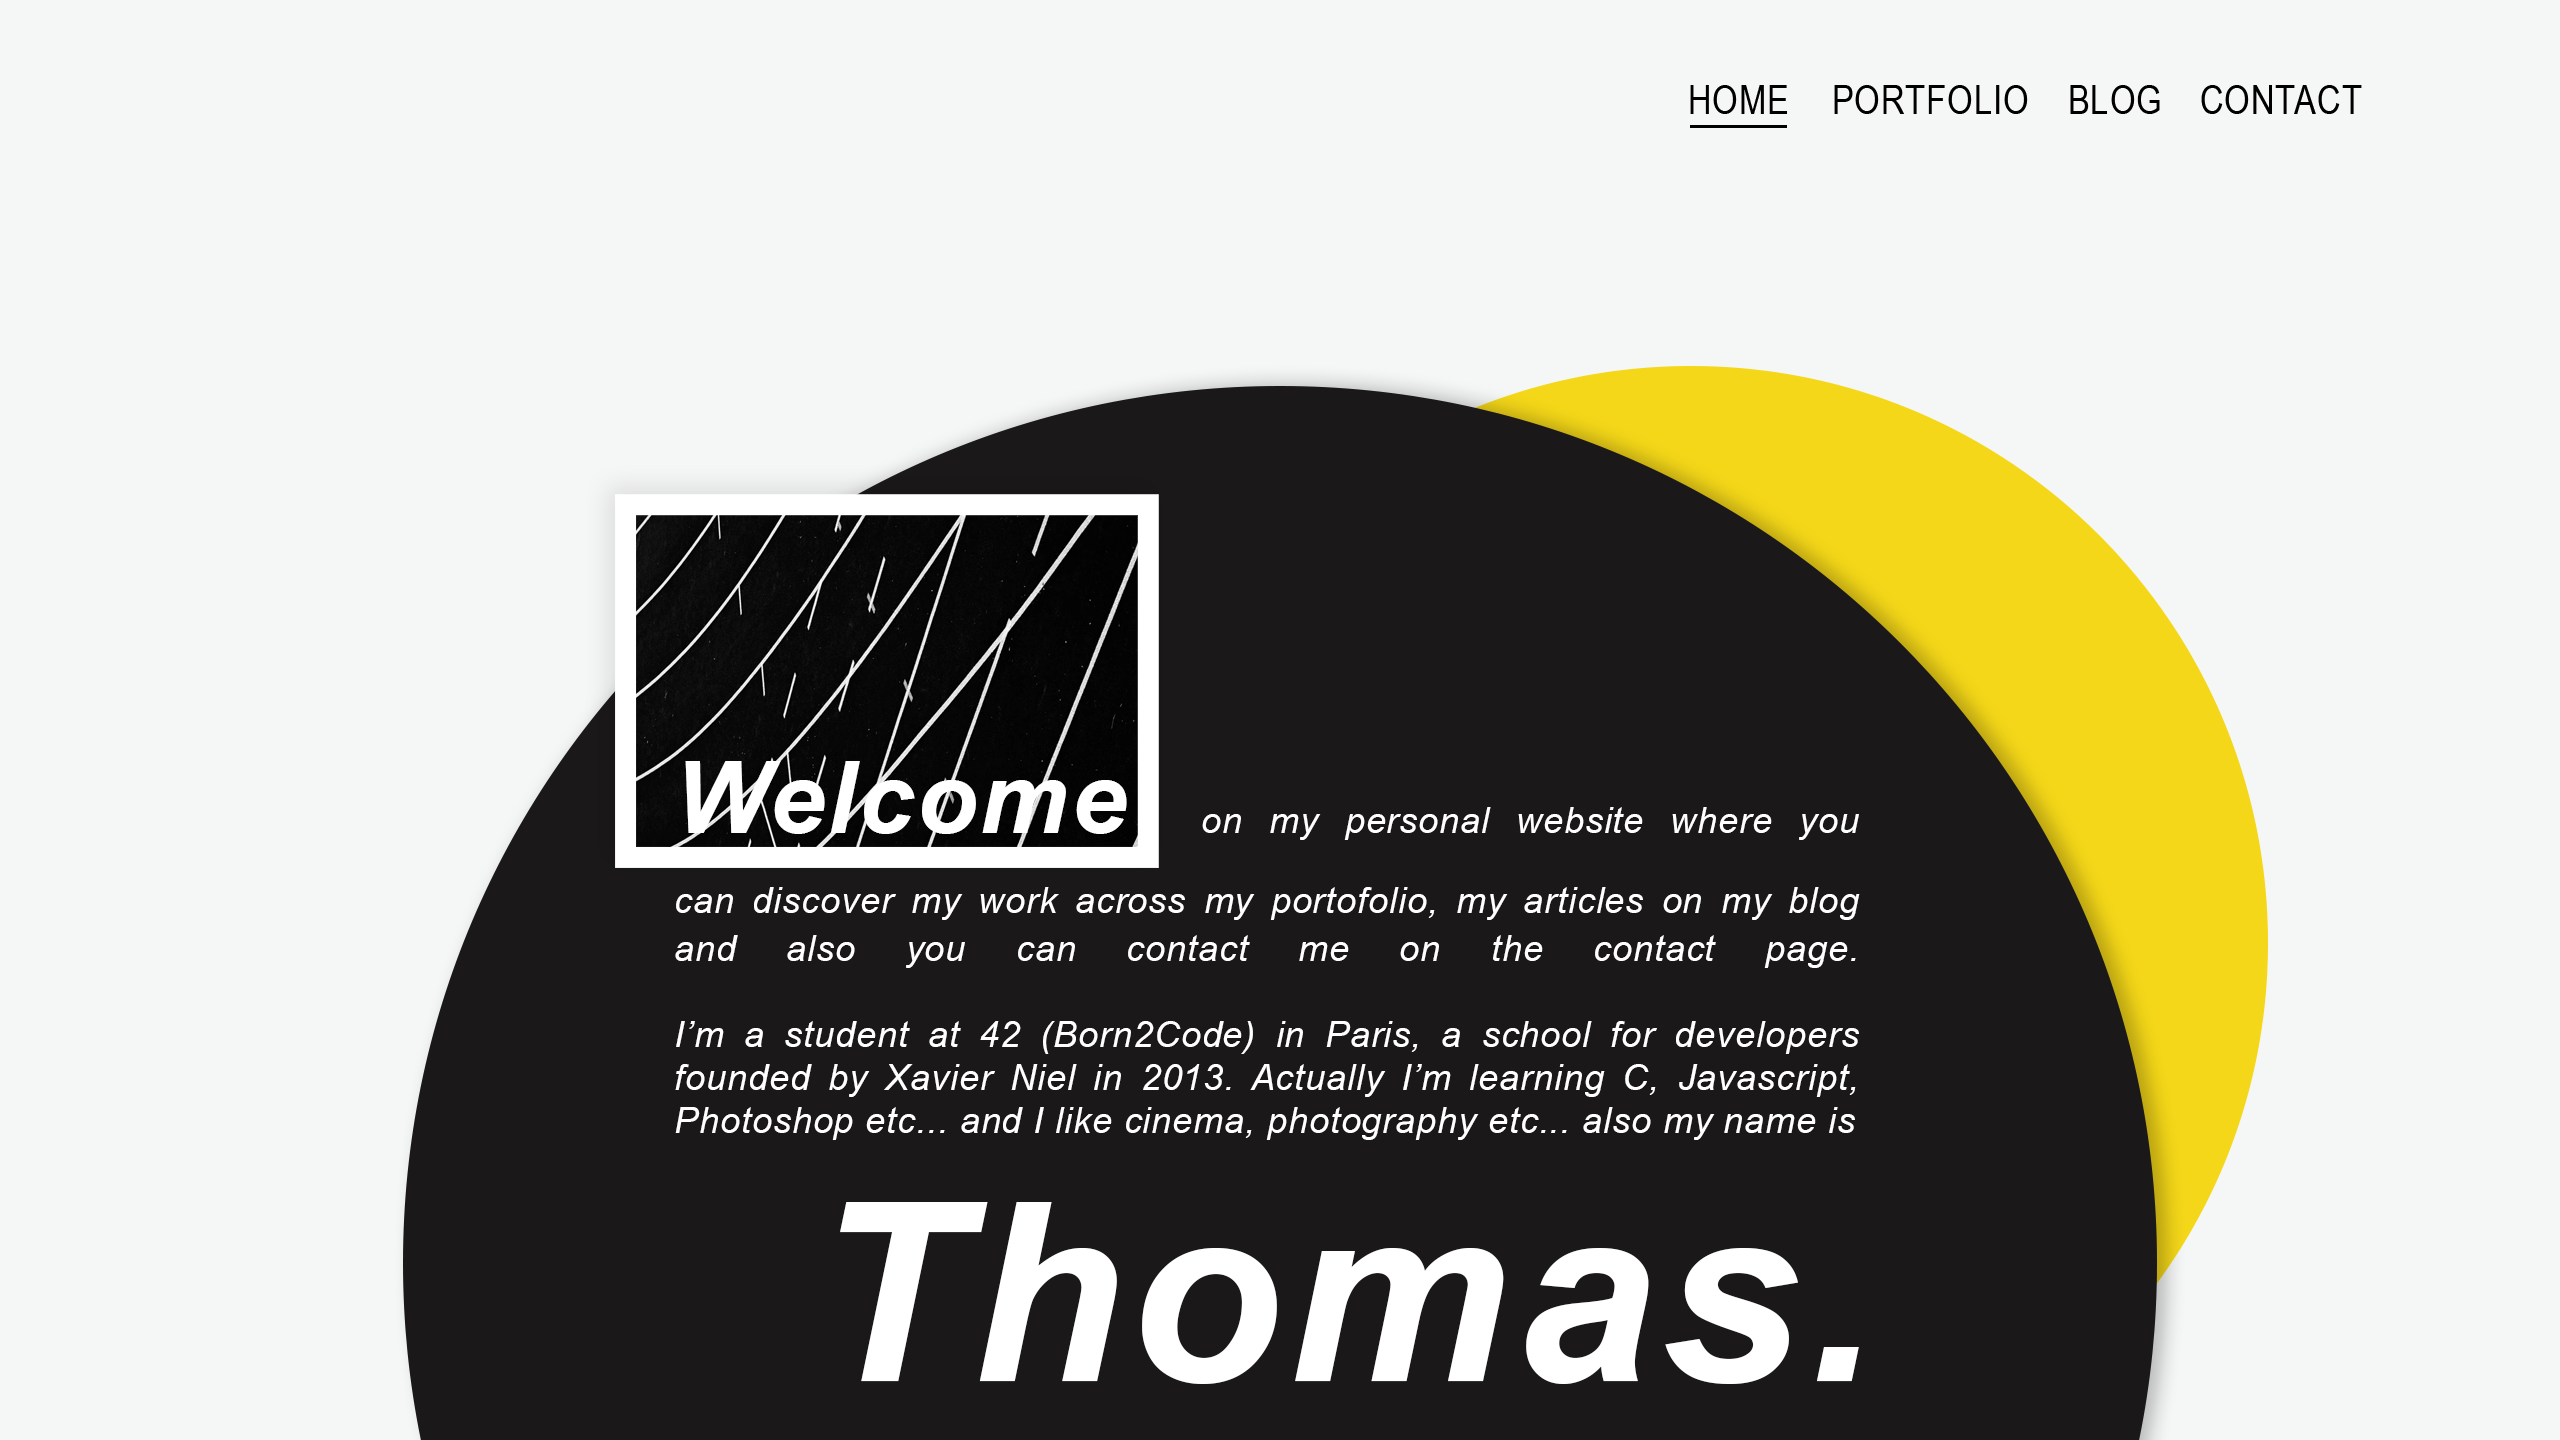 HOME PORTFOLIO BLOG CONTACT
Welcome on my personal website where you
can discover my work across my portofolio, my articles on my blog
and also you can contact me on the contact page.
I’m a student at 42 (Born2Code) in Paris, a school for developers
founded by Xavier Niel in 2013. Actually I’m learning C, Javascript,
Photoshop etc... and I like cinema, photography etc... also my name is
Thomas.